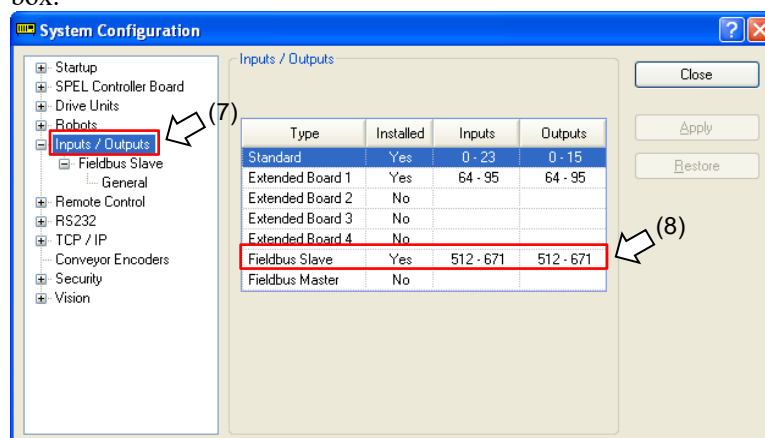 box.
System Configuration
Startup
SPEL Controller Board
Drive Units
Robots
Inputs / Outputs
Fieldbus Slave
General
Remote Control
RS232
TCP / IP
Conveyor Encoders
Security
Vision
(7)
Inputs / Outputs
Type Installed Inputs Outputs
Standard Yes 0 - 23 0 - 15
Extended Board 1 Yes 64 - 95 64 - 95
Extended Board 2 No
Extended Board 3 No
Extended Board 4 No
Fieldbus Slave Yes 512 - 671 512 - 671
Fieldbus Master No
(8)
Close
Apply
Restore